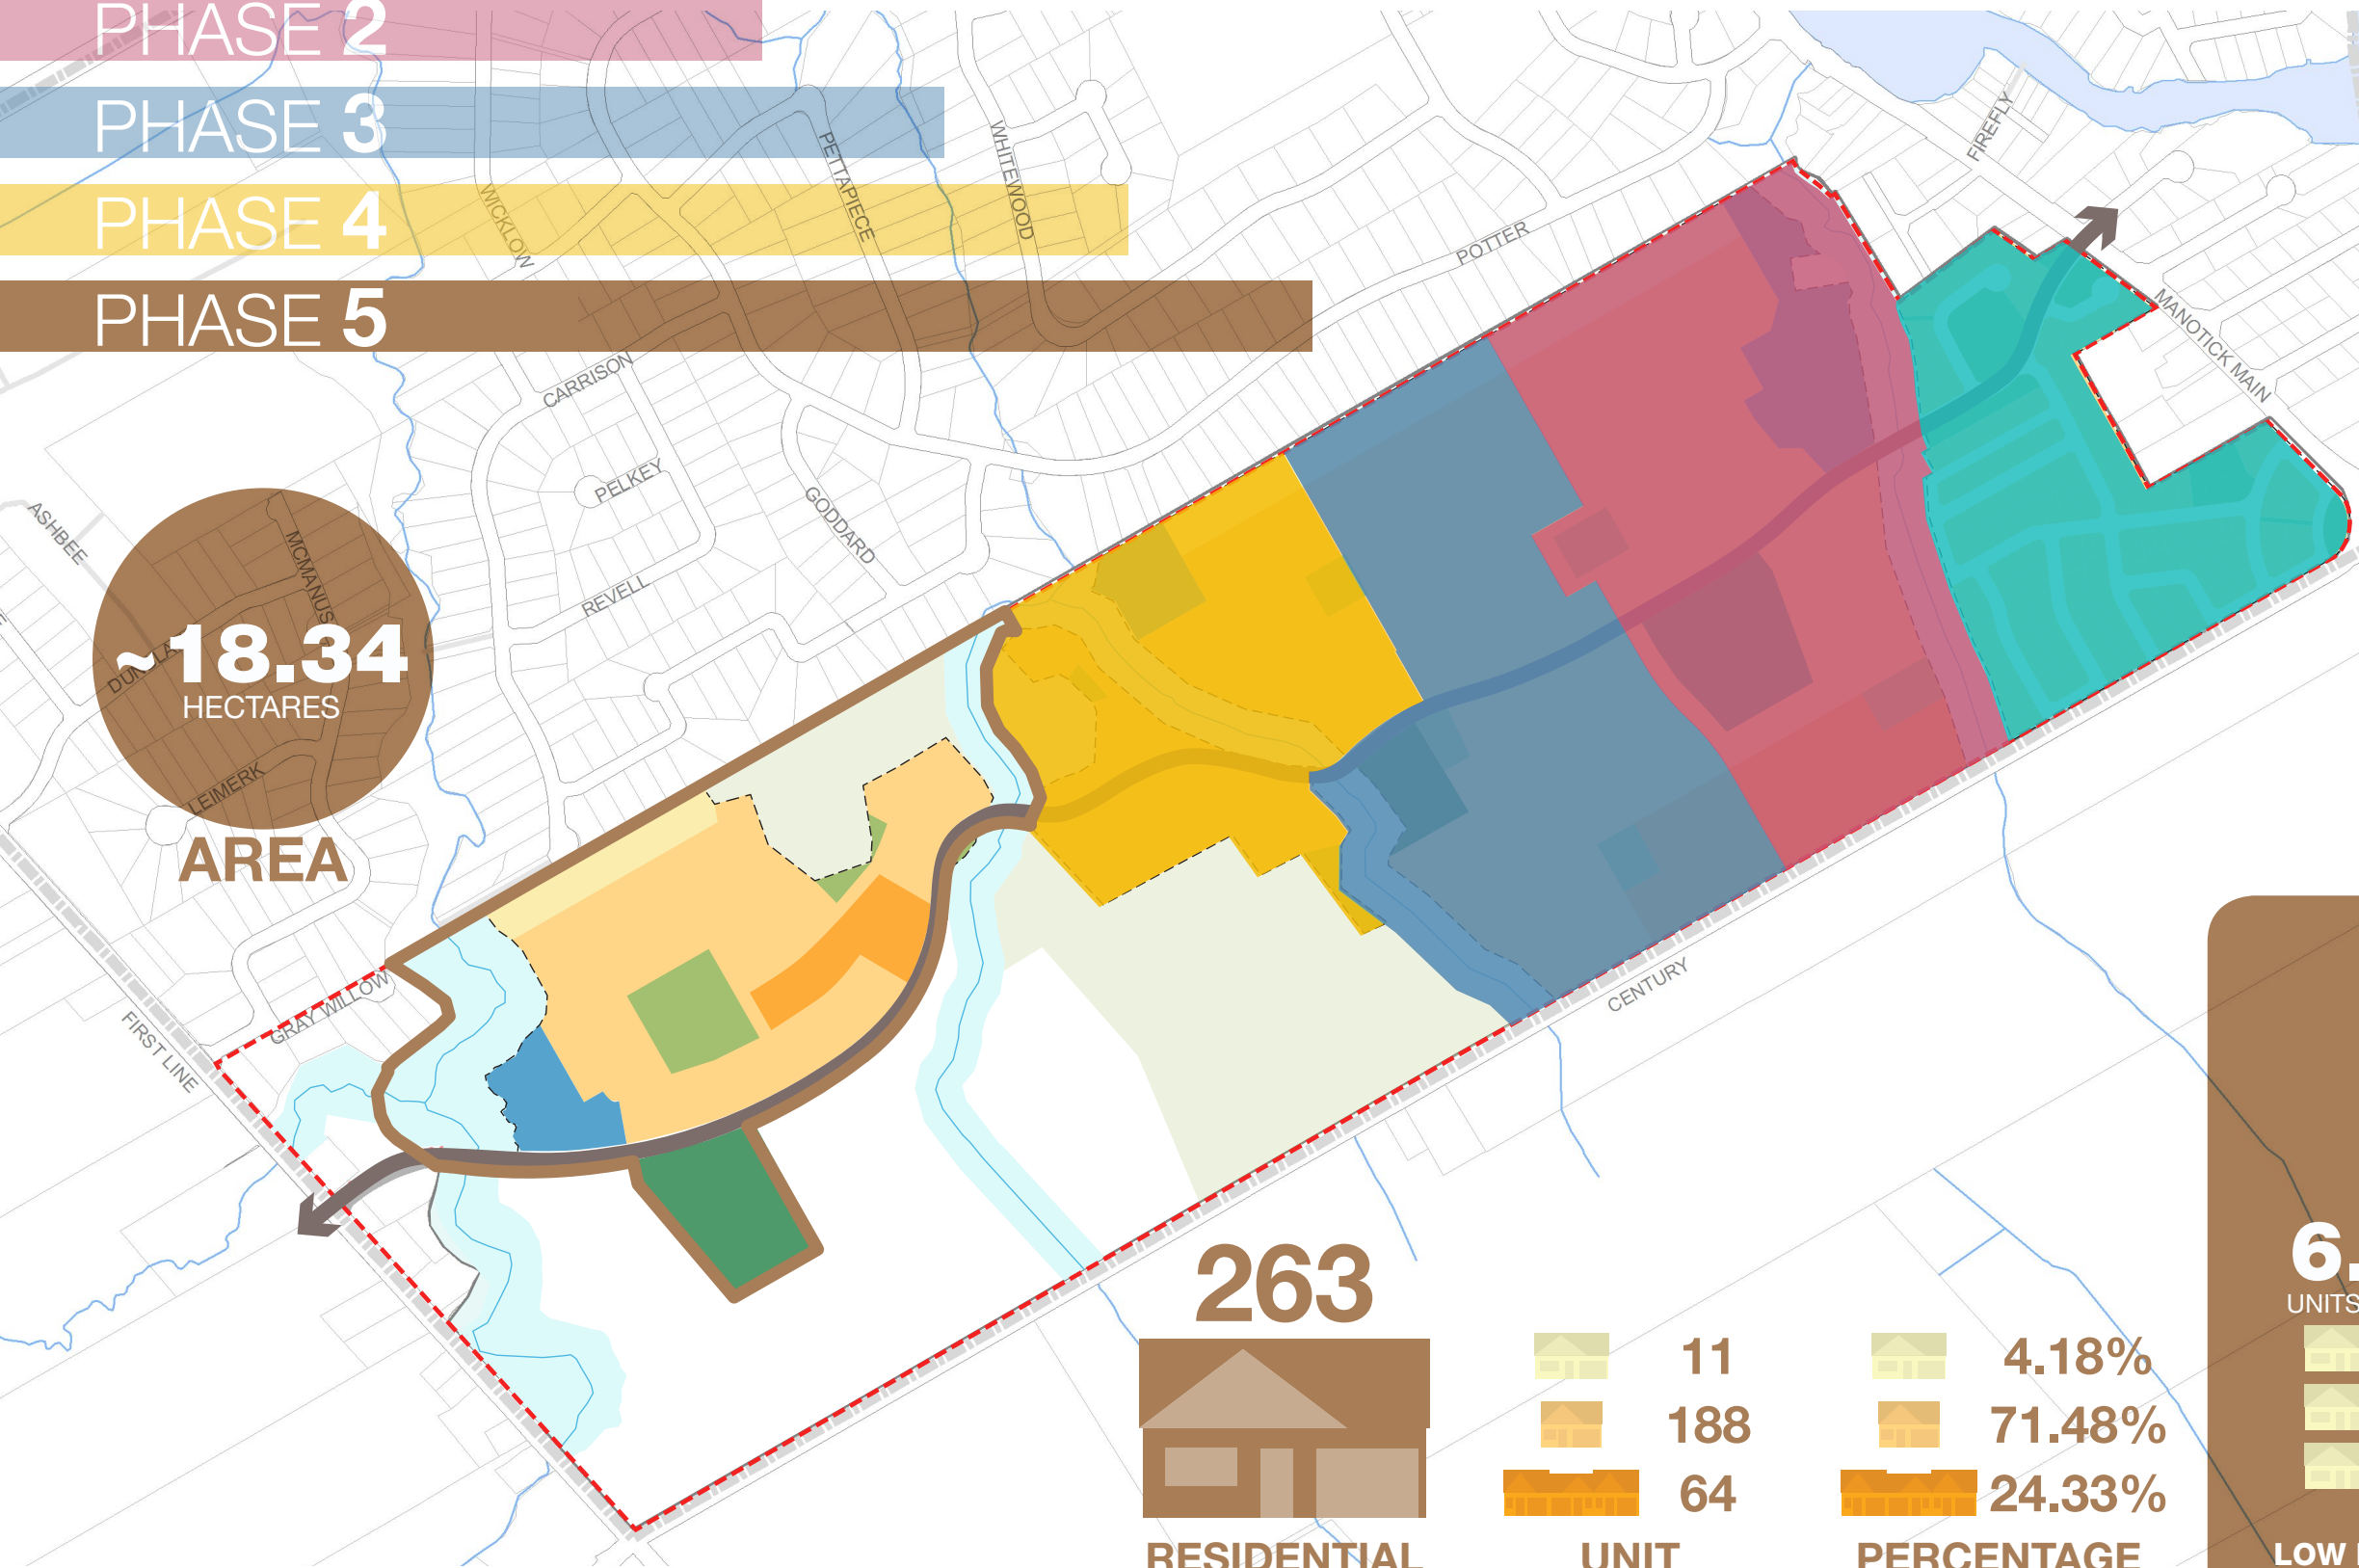 PHASE 2
PHASE 3
PHASE 4
PHASE 5
WICKLOW
PETTAPIECE
WHITEWOOD
POTTER
FIREFLY
MANOTICK MAIN
CARRISON
PELKEY
GODDARD
REVELL
ASHBEE
MCMANUS
~18.34
HECTARES
LEIMERK
AREA
GRAY WILLOW
FIRST LINE
CENTURY
263
RESIDENTIAL
11
188
64
UNIT
4.18%
71.48%
24.33%
PERCENTAGE
6.
UNITS
LOW